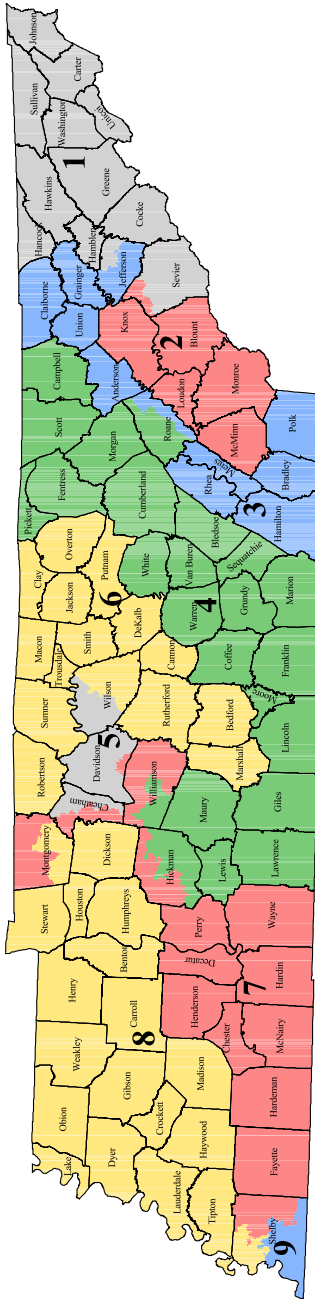 Johnson
Carter
Sullivan
Washington
Unicoi
1
Greene
Hawkins
Hancock
Hamblen
Cocke
Jefferson
Sevier
Claiborne
Grainger
Union
Knox
2
Blount
Campbell
Anderson
Loudon
Monroe
Scott
Morgan
Roane
McMinn
Polk
Pickett
Fentress
Cumberland
Rhea
Meigs
Bradley
3
Hamilton
Clay
Overton
Putnam
White
Van Buren
Bledsoe
Sequatchie
Jackson
6
DeKalb
Warren
4
Grundy
Marion
Macon
Trousdale
Smith
Cannon
Coffee
Franklin
Sumner
Wilson
Rutherford
Bedford
Moore
Lincoln
Robertson
Davidson
5
Cheatham
Williamson
Marshall
Maury
Giles
Montgomery
Dickson
Hickman
Lewis
Lawrence
Stewart
Houston
Humphreys
Perry
Wayne
Benton
Decatur
Henry
Carroll
8
Henderson
7
Hardin
Chester
McNairy
Weakley
Gibson
Madison
Hardeman
Obion
Crockett
Haywood
Fayette
Lake
Dyer
Lauderdale
Tipton
Shelby
9